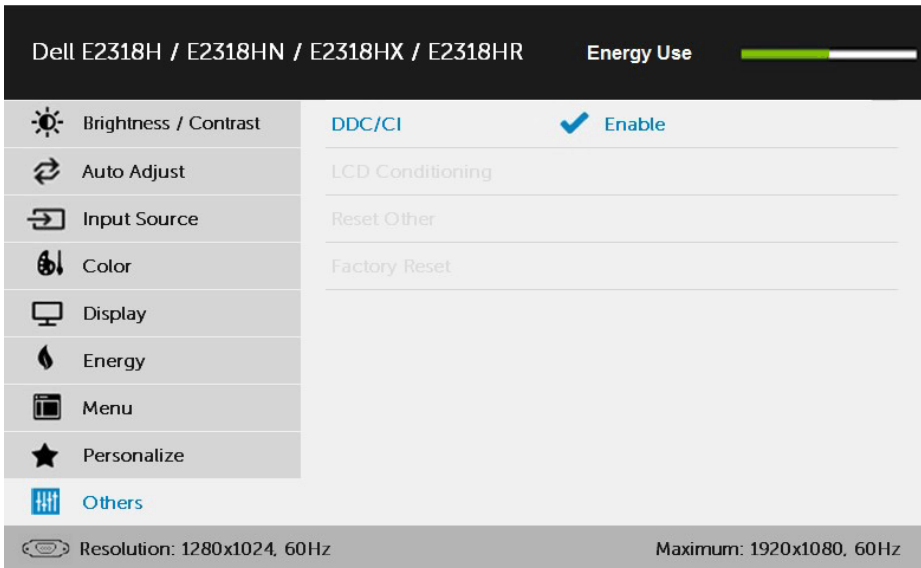 Dell E2318H / E2318HN / E2318HX / E2318HR
Energy Use
Brightness / Contrast
DDC/CI
Enable
Auto Adjust
LCD Conditioning
Input Source
Reset Other
Color
Factory Reset
Display
Energy
Menu
Personalize
Others
Resolution: 1280x1024, 60Hz
Maximum: 1920x1080, 60Hz